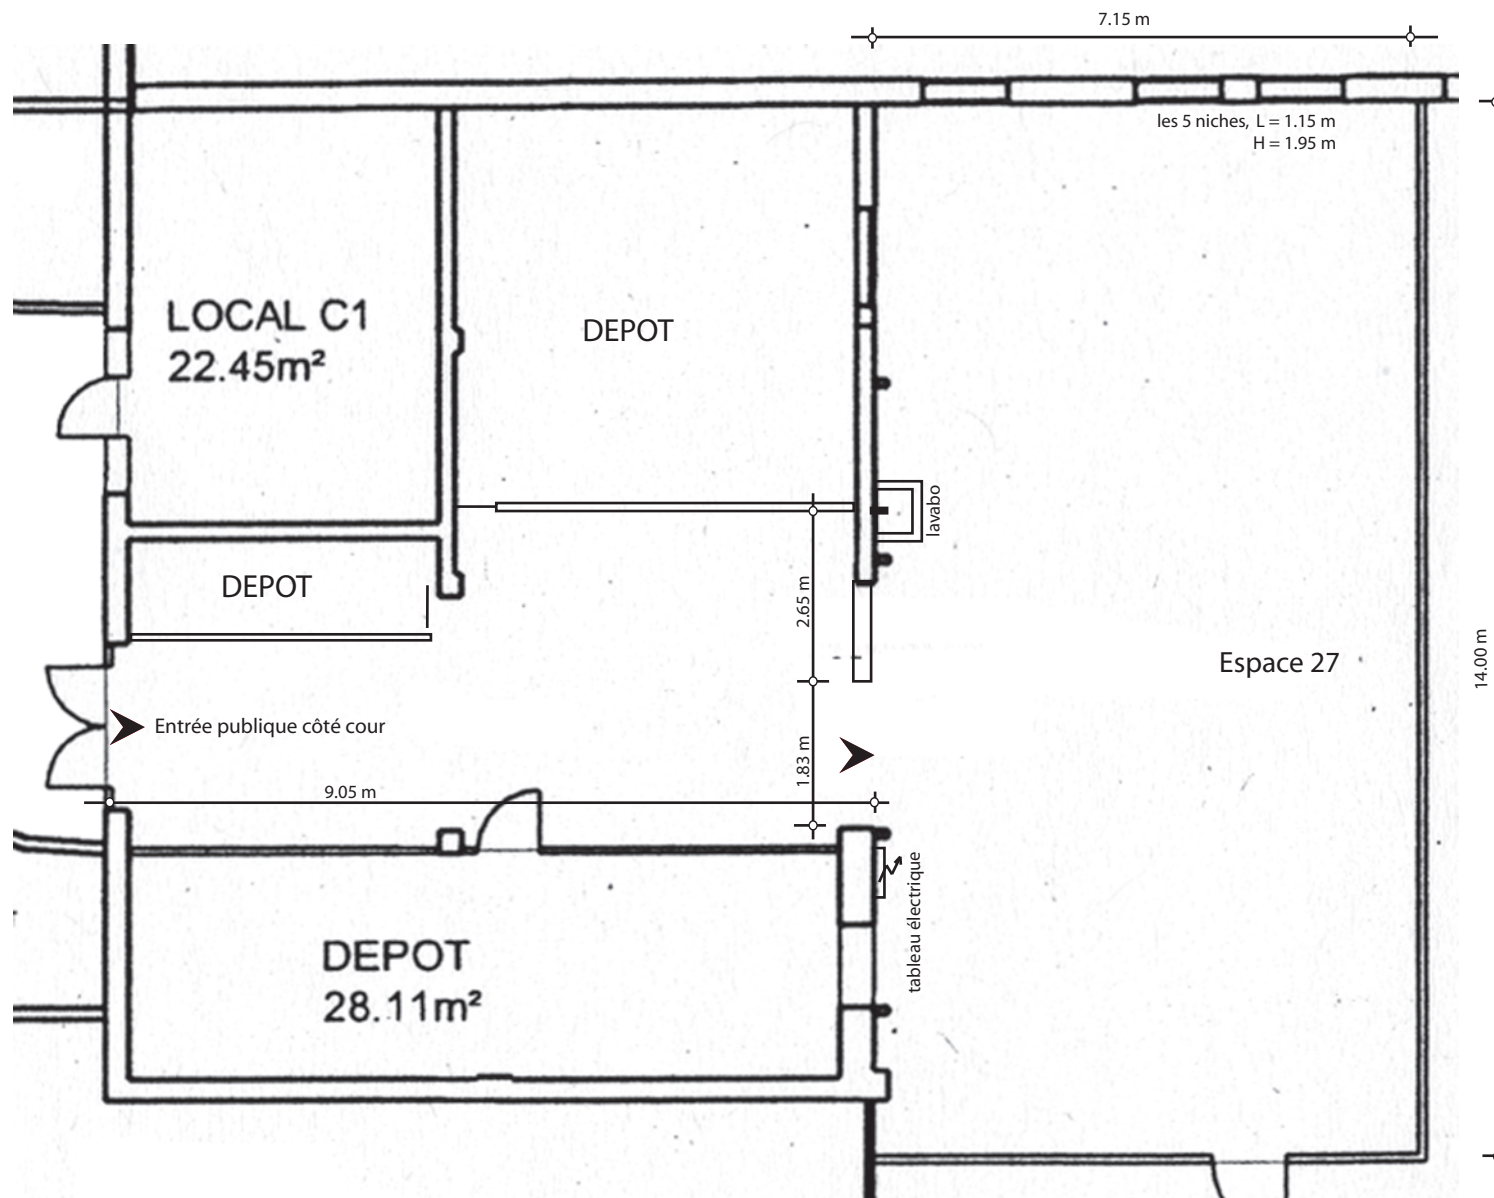 7.15 m
les 5 niches, L = 1.15 m
H = 1.95 m
LOCAL C1
22.45m²
DEPOT
lavabo
DEPOT
2.65 m
14.00 m
Espace 27
Entrée publique côté cour
1.83 m
9.05 m
tableau électrique
DEPOT
28.11m²